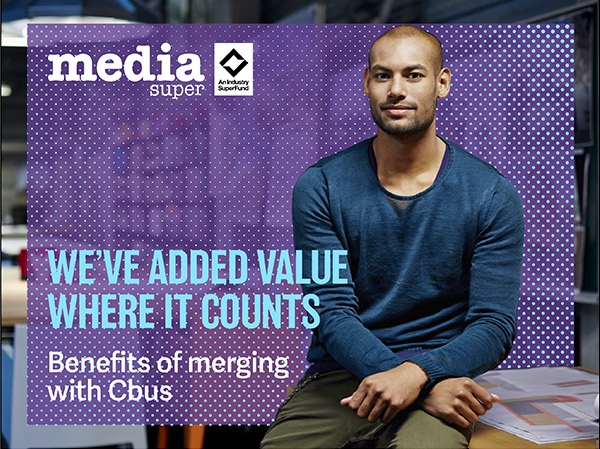 media
super
An Industry
SuperFund
WE'VE ADDED VALUE
WHERE IT COUNTS
Benefits of merging
with Cbus